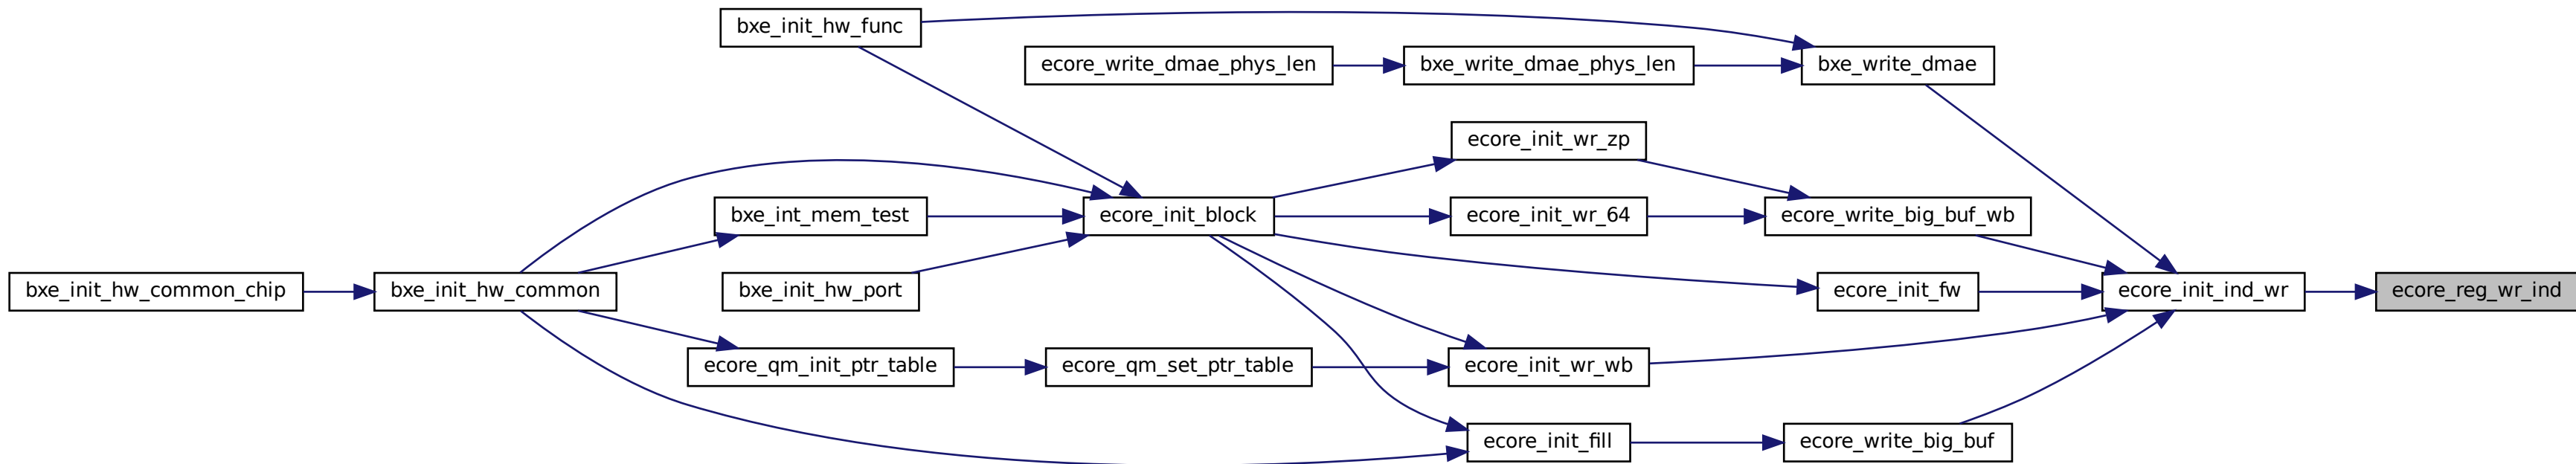 bxe_init_hw_func
ecore_write_dmae_phys_len
bxe_write_dmae_phys_len
bxe_write_dmae
ecore_init_wr_zp
bxe_int_mem_test
ecore_init_block
ecore_init_wr_64
ecore_write_big_buf_wb
bxe_init_hw_common_chip
bxe_init_hw_common
bxe_init_hw_port
ecore_init_fw
ecore_init_ind_wr
ecore_reg_wr_ind
ecore_qm_init_ptr_table
ecore_qm_set_ptr_table
ecore_init_wr_wb
ecore_init_fill
ecore_write_big_buf